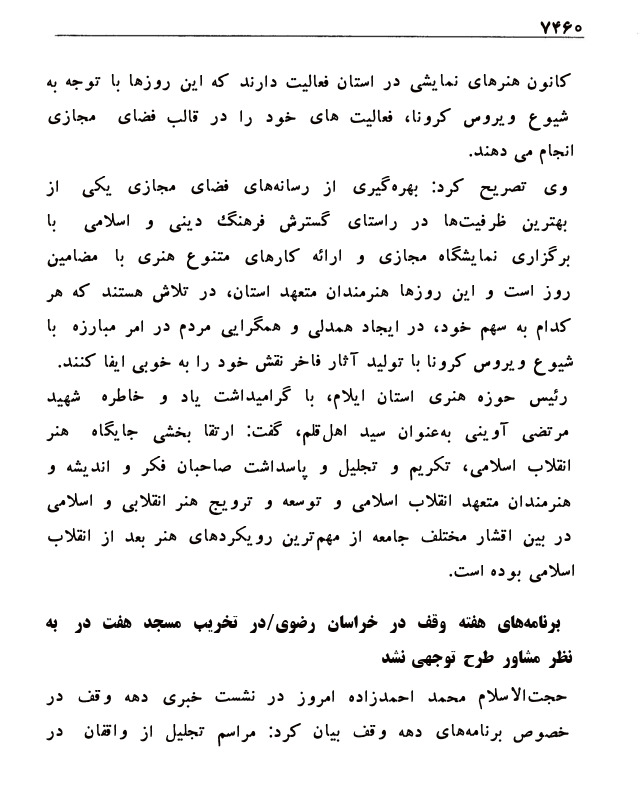 ۷۴۶۰
کانون هنرهای نمایشی در استان فعالیت دارند که این روزها با توجه به
شیوع ویروس کرونا، فعالیت های خود را در قالب فضای مجازی
انجام می دهند.
وی تصریح کرد: بهره‌گیری از رسانه‌های فضای مجازی یکی از
بهترین ظرفیت‌ها در راستای گسترش فرهنگ دینی و اسلامی با
برگزاری نمایشگاه مجازی و ارائه کارهای متنوع هنری با مضامین
روز است و این روزها هنرمندان متعهد استان، در تلاش هستند که هر
کدام به سهم خود، در ایجاد همدلی و همگرایی مردم در امر مبارزه با
شیوع ویروس کرونا با تولید آثار فاخر نقش خود را به خوبی ایفا کنند.
رئیس حوزه هنری استان ایلام، با گرامیداشت یاد و خاطره شهید
مرتضی آوینی به‌عنوان سید اهل‌قلم، گفت: ارتقا بخشی جایگاه هنر
انقلاب اسلامی، تکریم و تجلیل و پاسداشت صاحبان فکر و اندیشه و
هنرمندان متعهد انقلاب اسلامی و توسعه و ترویج هنر انقلابی و اسلامی
در بین اقشار مختلف جامعه از مهم‌ترین رویکردهای هنر بعد از انقلاب
اسلامی بوده است.
برنامه‌های هفته وقف در خراسان رضوی/در تخریب مسجد هفت در به
نظر مشاور طرح توجهی نشد
حجت‌الاسلام محمد احمدزاده امروز در نشست خبری دهه وقف در
خصوص برنامه‌های دهه وقف بیان کرد: مراسم تجلیل از واقفان در